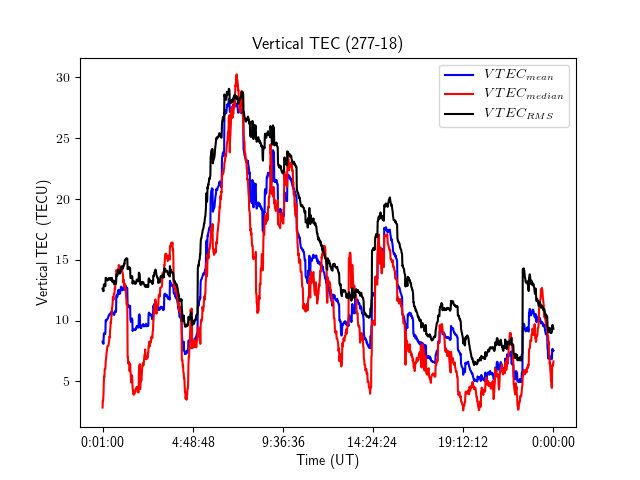 Vertical TEC (277-18)
VTEC_mean
VTEC_median
VTEC_RMS
Vertical TEC (TECU)
30
25
20
15
10
5
0:01:00 4:48:48 9:36:36 14:24:24 19:12:12 0:00:00
Time (UT)